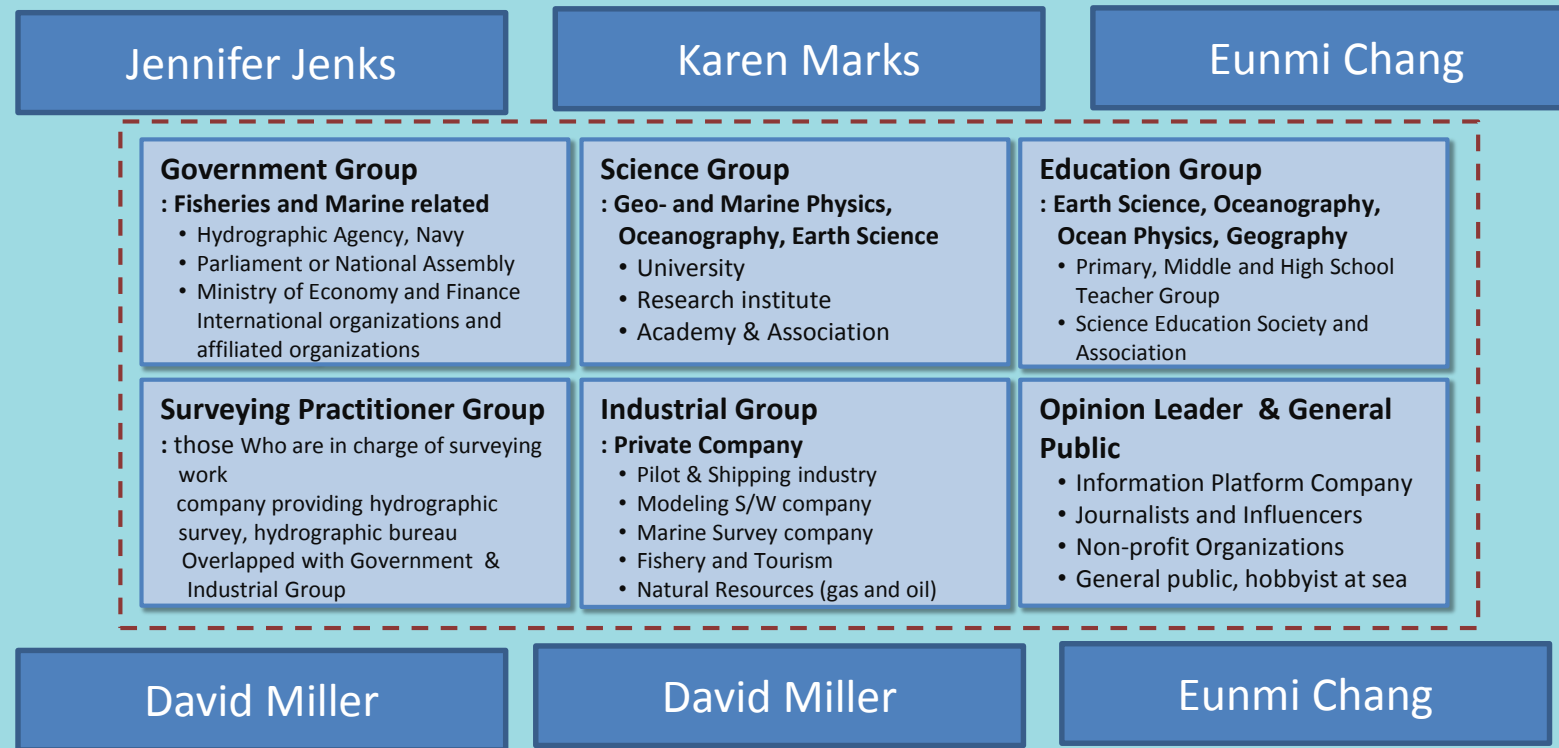 Jennifer Jenks
Karen Marks
Eunmi Chang
Government Group
: Fisheries and Marine related
• Hydrographic Agency, Navy
• Parliament or National Assembly
• Ministry of Economy and Finance
International organizations and
affiliated organizations
Science Group
: Geo- and Marine Physics,
Oceanography, Earth Science
• University
• Research institute
• Academy & Association
Education Group
: Earth Science, Oceanography,
Ocean Physics, Geography
• Primary, Middle and High School
Teacher Group
• Science Education Society and
Association
Surveying Practitioner Group
: those Who are in charge of surveying
work
company providing hydrographic
survey, hydrographic bureau
Overlapped with Government &
Industrial Group
Industrial Group
: Private Company
• Pilot & Shipping industry
• Modeling S/W company
• Marine Survey company
• Fishery and Tourism
• Natural Resources (gas and oil)
Opinion Leader & General
Public
• Information Platform Company
• Journalists and Influencers
• Non-profit Organizations
• General public, hobbyist at sea
David Miller
David Miller
Eunmi Chang